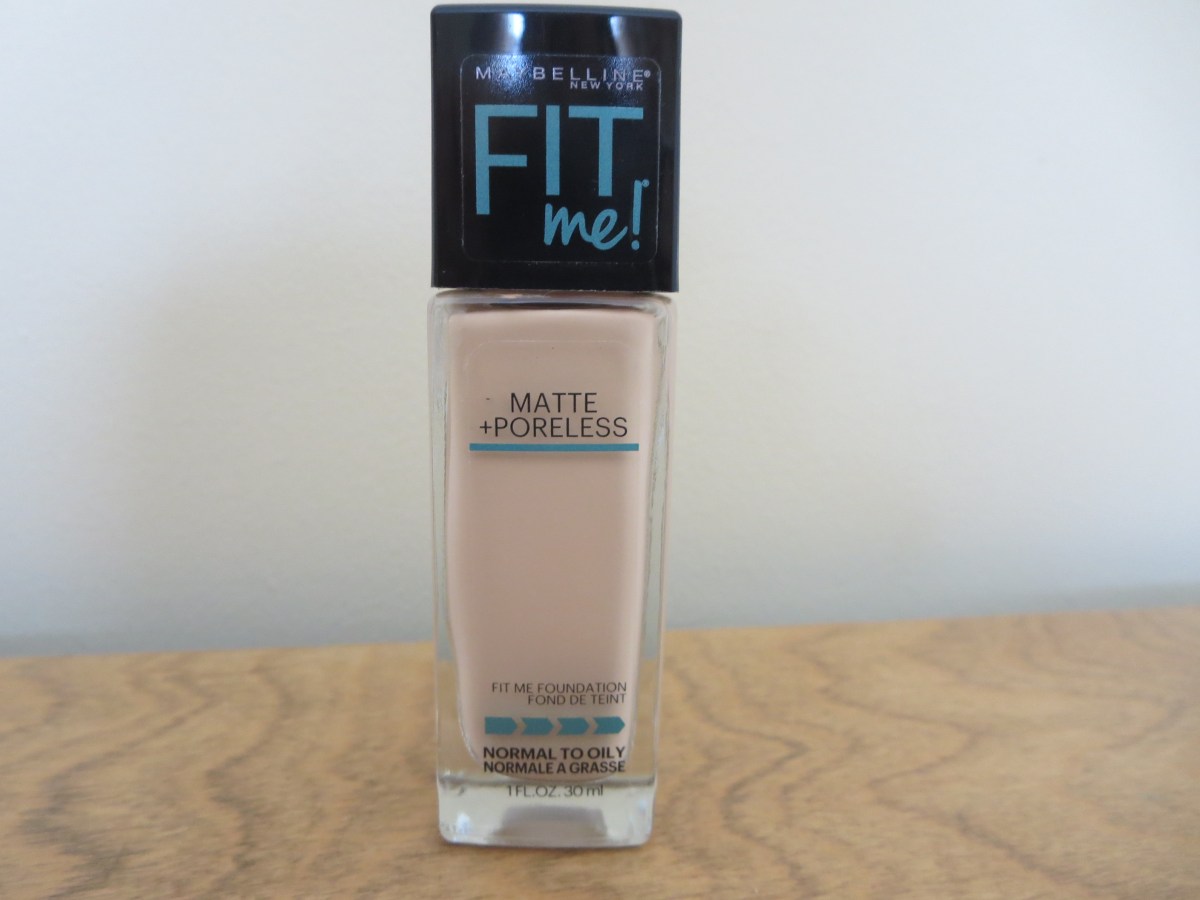 MAYBELLINE®
NEW YORK
FIT
me!
MATTE
+PORELESS
FIT ME FOUNDATION
FOND DE TEINT
NORMAL TO OILY
NORMALE A GRASSE
1 FL.OZ. 30 ml